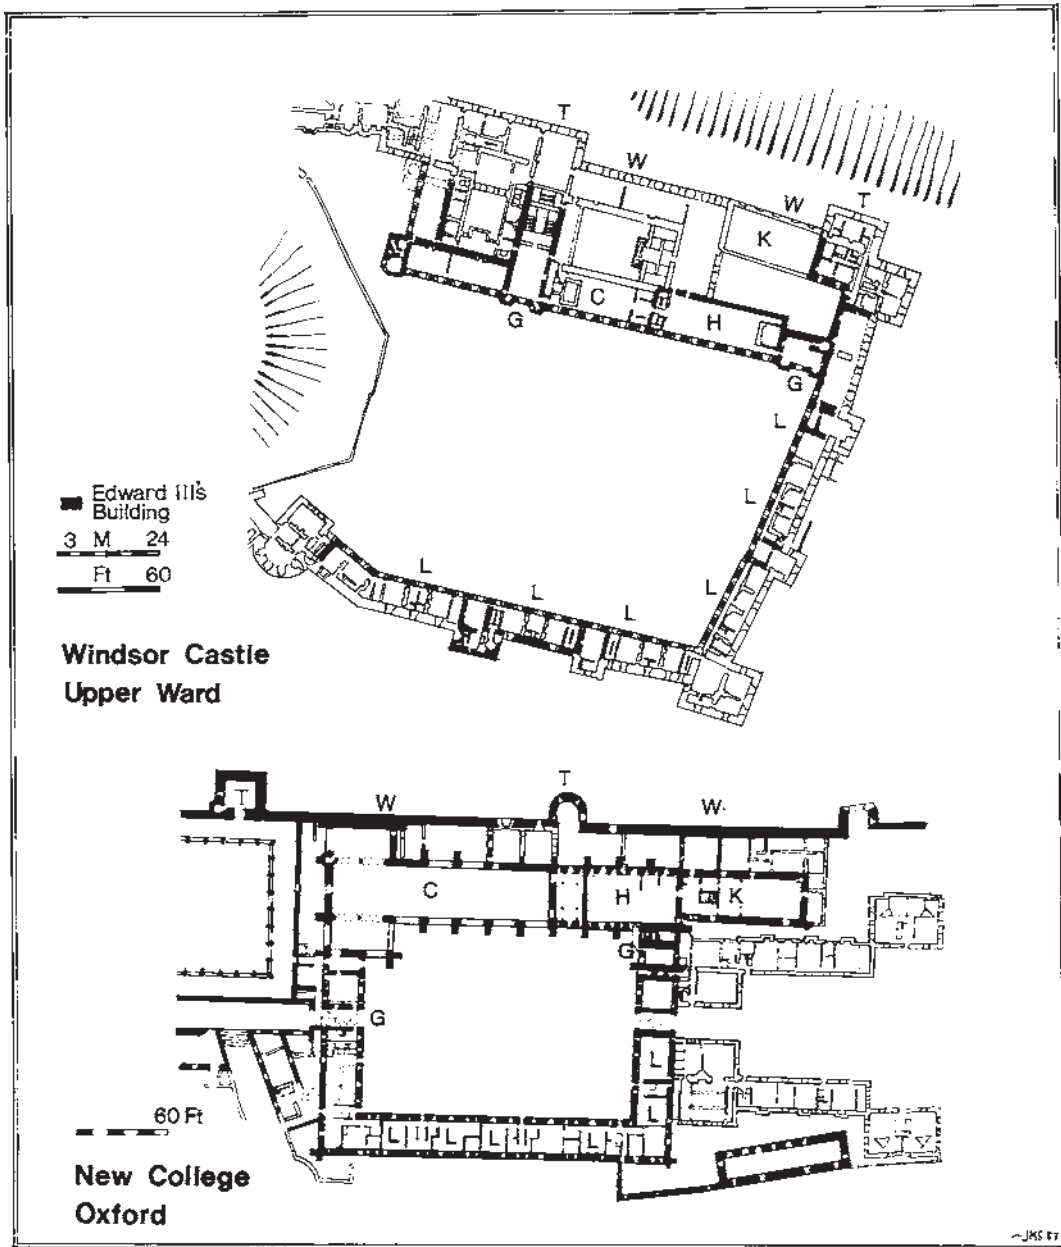 T
W
W
T
K
C
H
G
G
L
L
L
L
L
L
Edward III's
Building
3 M 24
Ft 60
Windsor Castle
Upper Ward
T
T
W
W
C
H
K
G
G
L
L
L
L
L
L
60 Ft
New College
Oxford